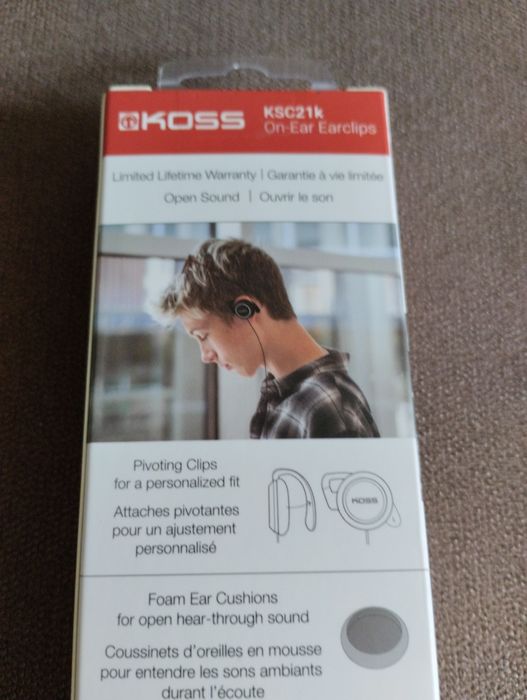 KOSS
KSC21k
On-Ear Earclips
Limited Lifetime Warranty | Garantie à vie limitée
Open Sound | Ouvrir le son
Pivoting Clips
for a personalized fit
Attaches pivotantes
pour un ajustement
personnalisé
KOSS
Foam Ear Cushions
for open hear-through sound
Coussinets d'oreilles en mousse
pour entendre les sons ambiants
durant l'écoute